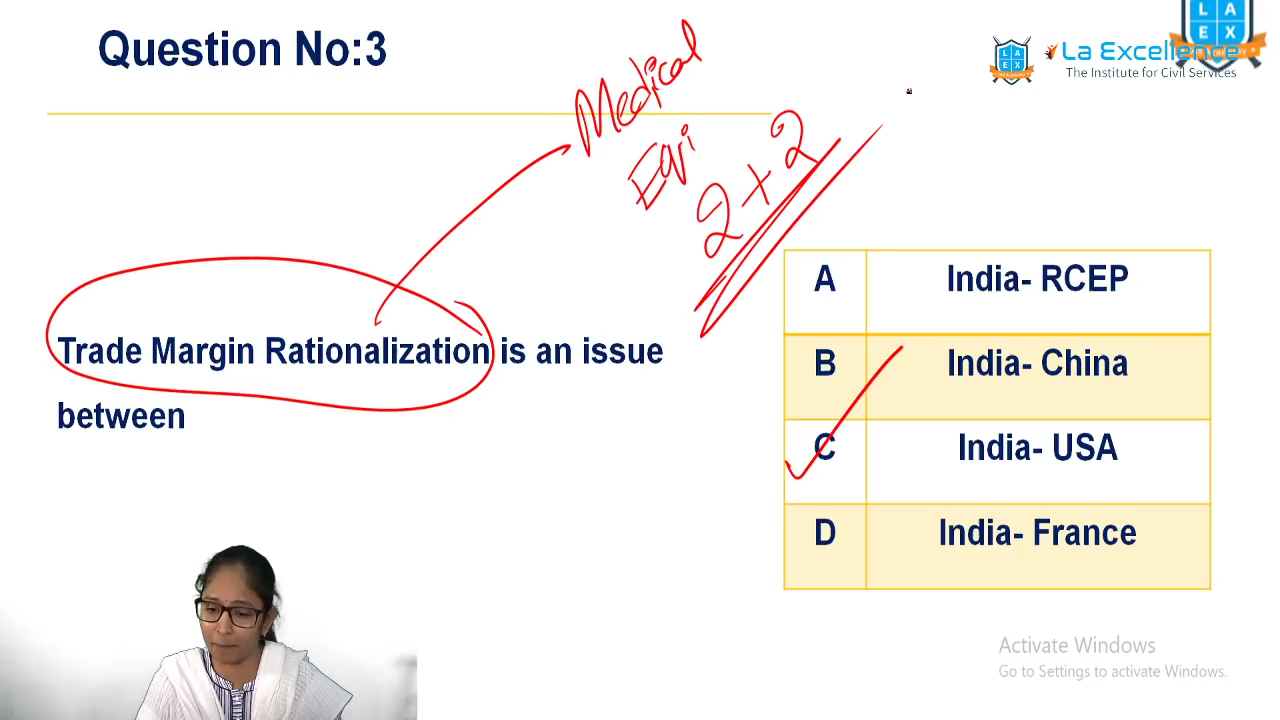 Question No:3
L A
E X
La Excellence
The Institute for Civil Services
L A
E X
Medical
Eqi
2 + 2
Trade Margin Rationalization is an issue
between
A India- RCEP
B India- China
C India- USA
D India- France
Activate Windows
Go to Settings to activate Windows.